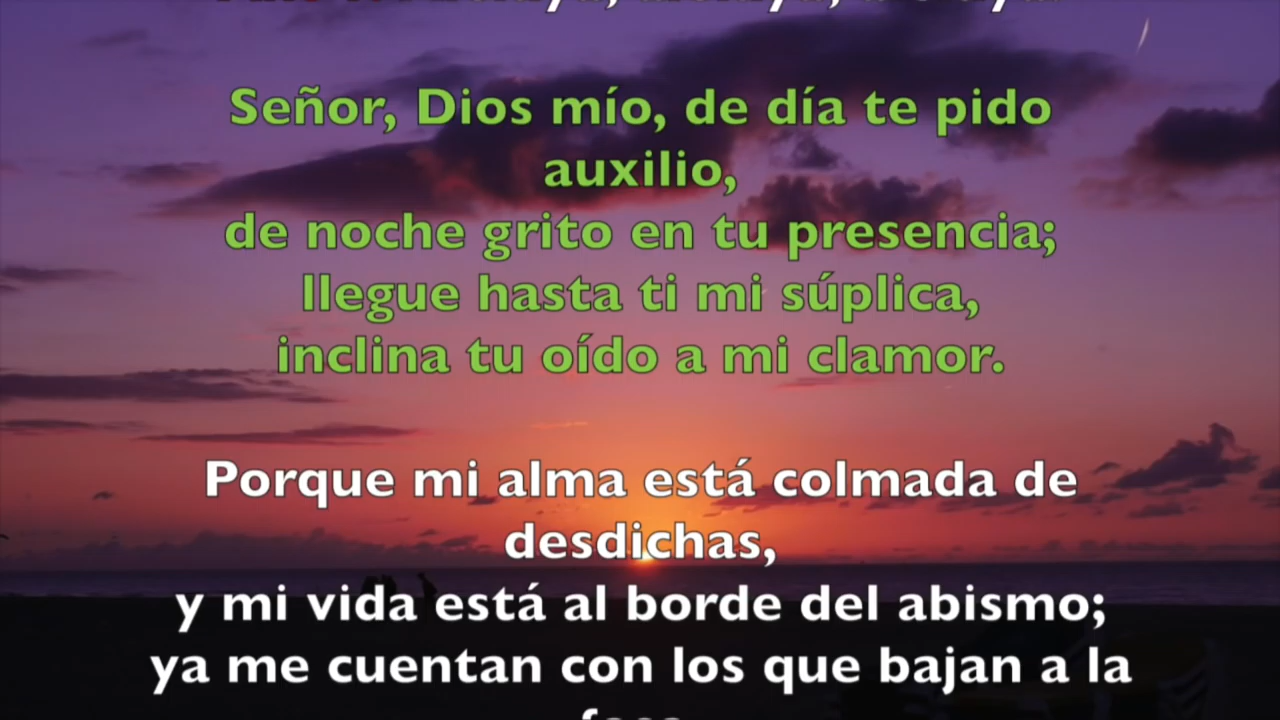 Señor, Dios mío, de día te pido
auxilio,
de noche grito en tu presencia;
llegue hasta ti mi súplica,
inclina tu oído a mi clamor.
Porque mi alma está colmada de
desdichas,
y mi vida está al borde del abismo;
ya me cuentan con los que bajan a la